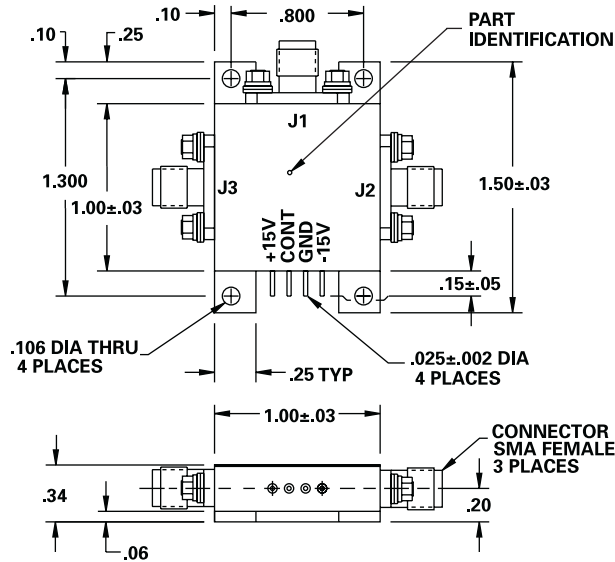 .10
.800
PART
IDENTIFICATION
.10
.25
J1
1.300
1.00±.03
J3
J2
1.50±.03
+15V
CONT
GND
-15V
.15±.05
.106 DIA THRU
4 PLACES
.25 TYP
.025±.002 DIA
4 PLACES
1.00±.03
CONNECTOR
SMA FEMALE
3 PLACES
.34
.20
.06